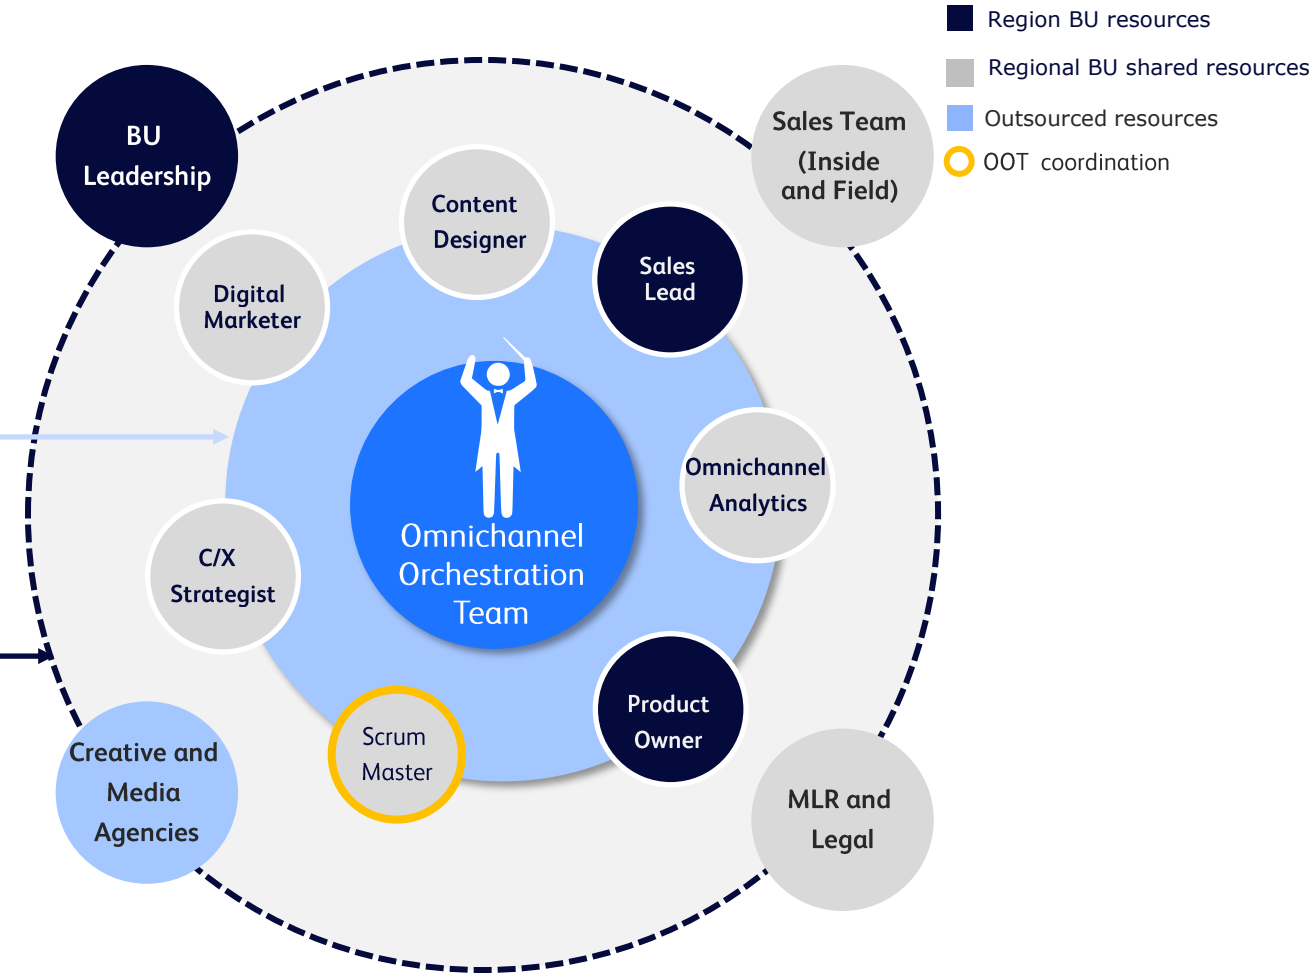 Region BU resources
Regional BU shared resources
Outsourced resources
OOT coordination
BU
Leadership
Sales Team
(Inside
and Field)
Content
Designer
Sales
Lead
Digital
Marketer
Omnichannel
Analytics
Omnichannel
Orchestration
Team
C/X
Strategist
Product
Owner
Scrum
Master
Creative and
Media
Agencies
MLR and
Legal